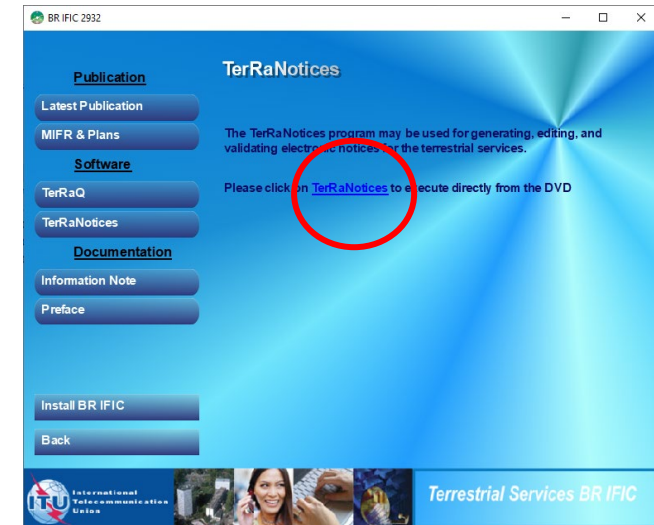 BR IFIC 2932
Publication
Latest Publication
MIFR & Plans
Software
TerRaQ
TerRaNotices
Documentation
Information Note
Preface
Install BR IFIC
Back
TerRaNotices
The TerRaNotices program may be used for generating, editing, and
validating electronic notices for the terrestrial services.
Please click on TerRaNotices to execute directly from the DVD
ITU
International
Telecommunication
Union
Terrestrial Services BR IFIC